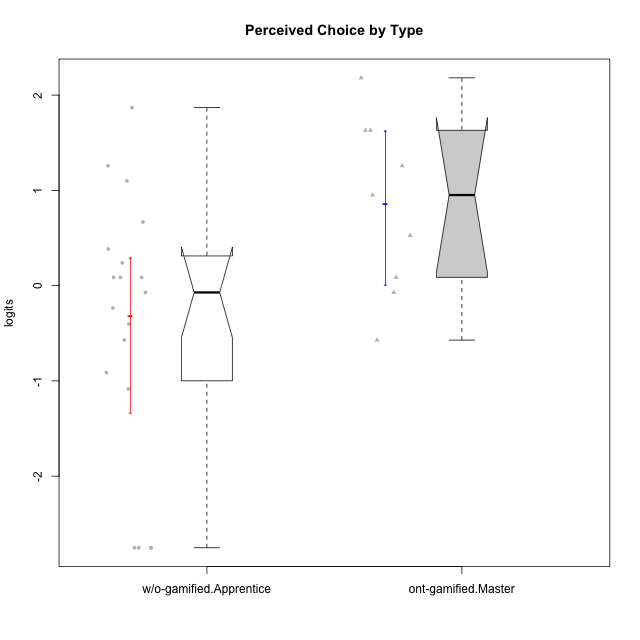 Perceived Choice by Type
logits
2
1
0
-1
-2
w/o-gamified.Apprentice
ont-gamified.Master